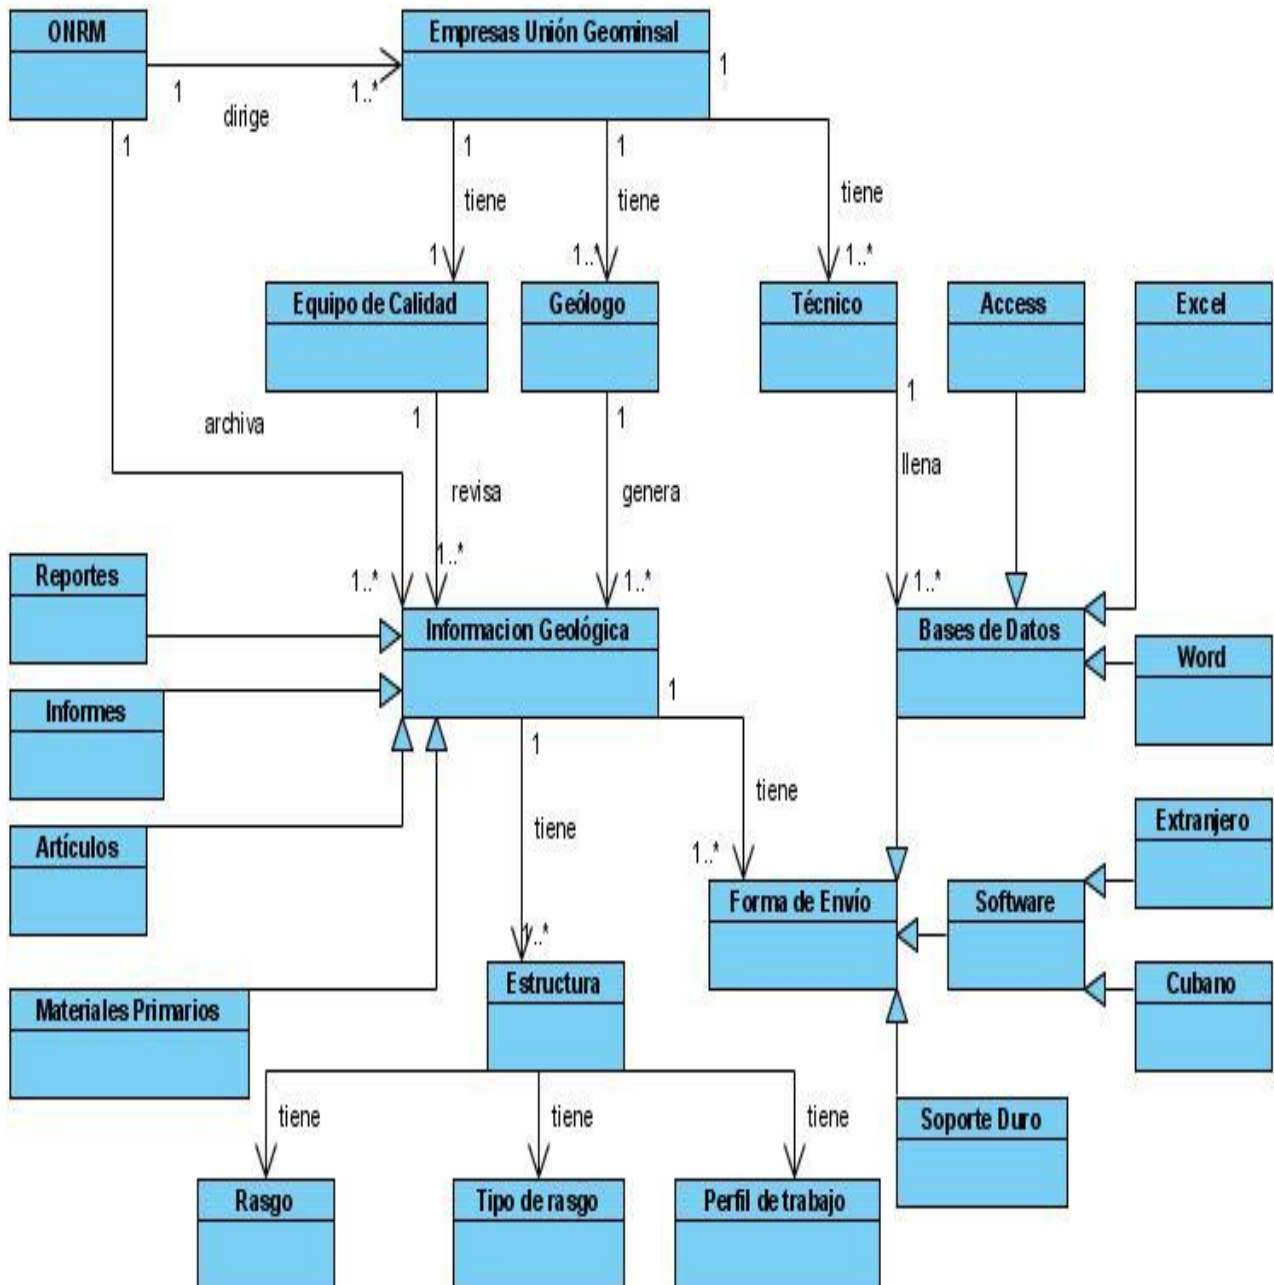 ONRM
Empresas Unión Geominsal
1
1
1..*
dirige
1
1
1
tiene
tiene
tiene
1
1..*
1..*
Equipo de Calidad
Geólogo
Técnico
Access
Excel
1
1
1
archiva
llena
revisa
genera
1..*
1..*
1..*
1..*
Reportes
Informacion Geológica
Bases de Datos
Word
1
Informes
1
tiene
tiene
Extranjero
Artículos
1..*
Forma de Envío
Software
1..*
Estructura
Cubano
Materiales Primarios
tiene
tiene
tiene
Soporte Duro
Rasgo
Tipo de rasgo
Perfil de trabajo